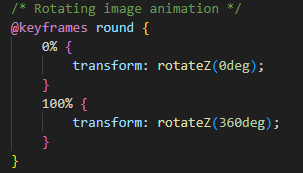 /* Rotating image animation */
@keyframes round {
    0% {
        transform: rotateZ(0deg);
    }
    100% {
        transform: rotateZ(360deg);
    }
}